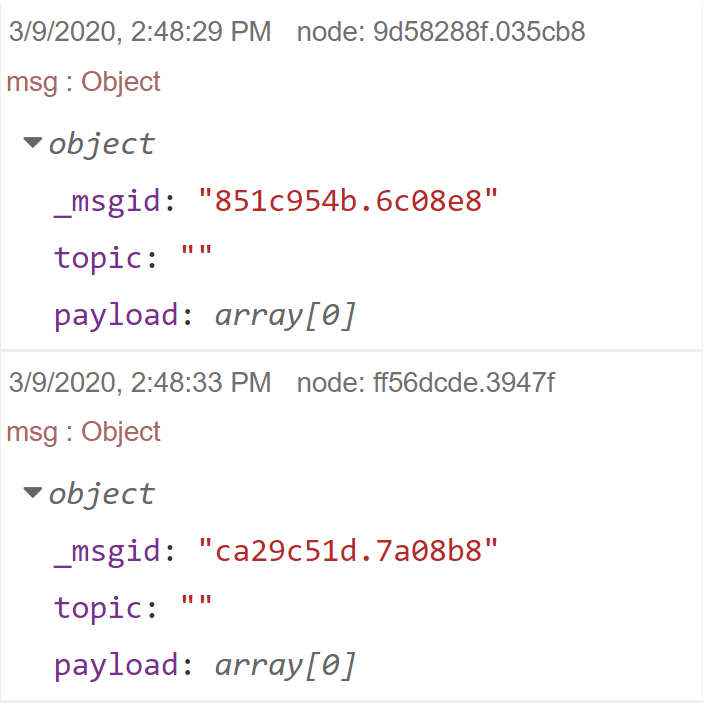 3/9/2020, 2:48:29 PM node: 9d58288f.035cb8
msg : Object
object
_msgid: "851c954b.6c08e8"
topic: ""
payload: array[0]
3/9/2020, 2:48:33 PM node: ff56dcde.3947f
msg : Object
object
_msgid: "ca29c51d.7a08b8"
topic: ""
payload: array[0]